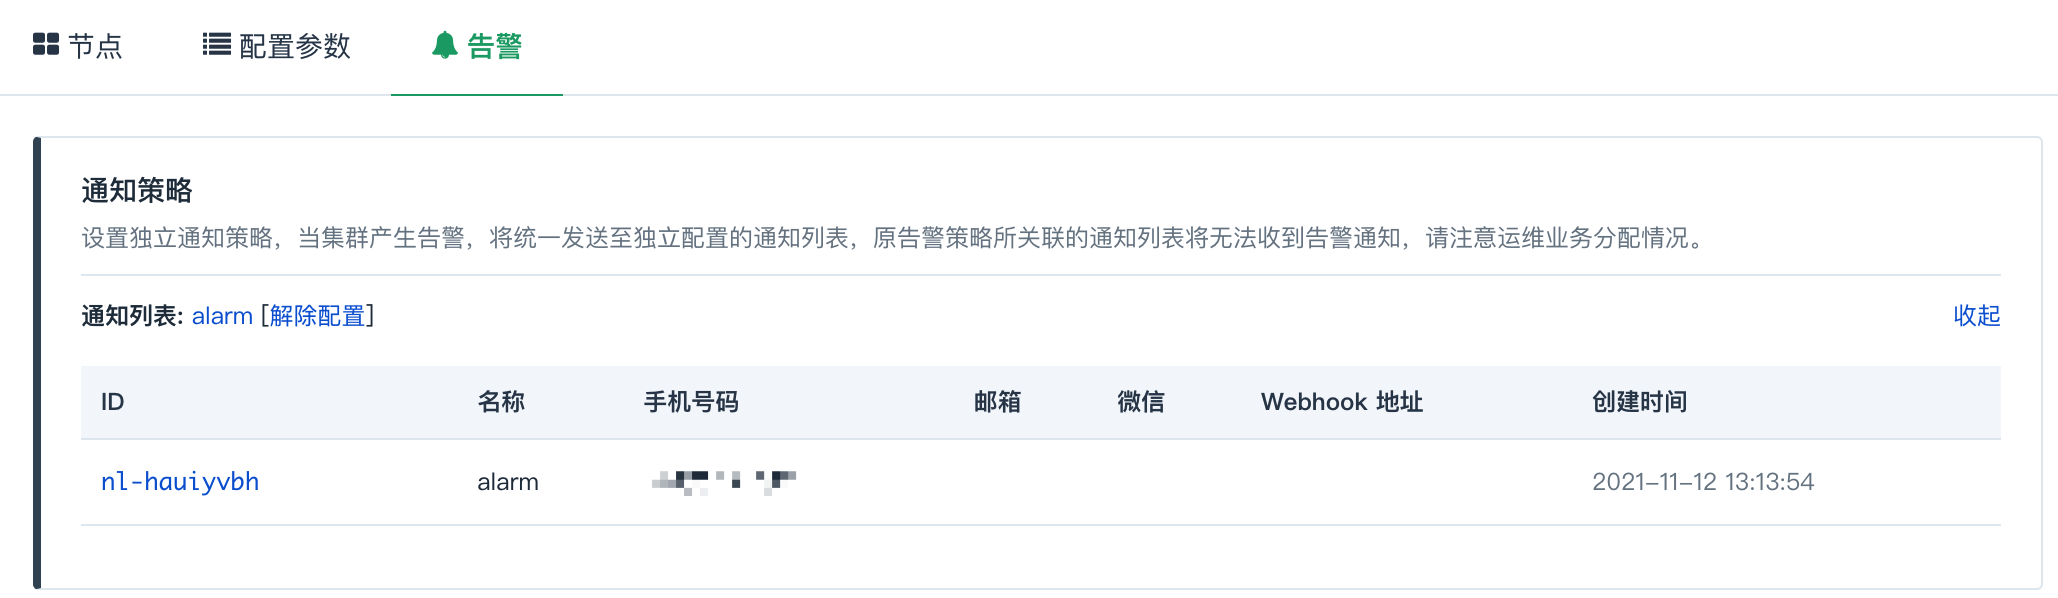 节点 配置参数 告警
通知策略
设置独立通知策略，当集群产生告警，将统一发送至独立配置的通知列表，原告警策略所关联的通知列表将无法收到告警通知，请注意运维业务分配情况。
通知列表: alarm [解除配置] 收起
ID 名称 手机号码 邮箱 微信 Webhook 地址 创建时间
nl-hauiyvbh alarm 2021-11-12 13:13:54